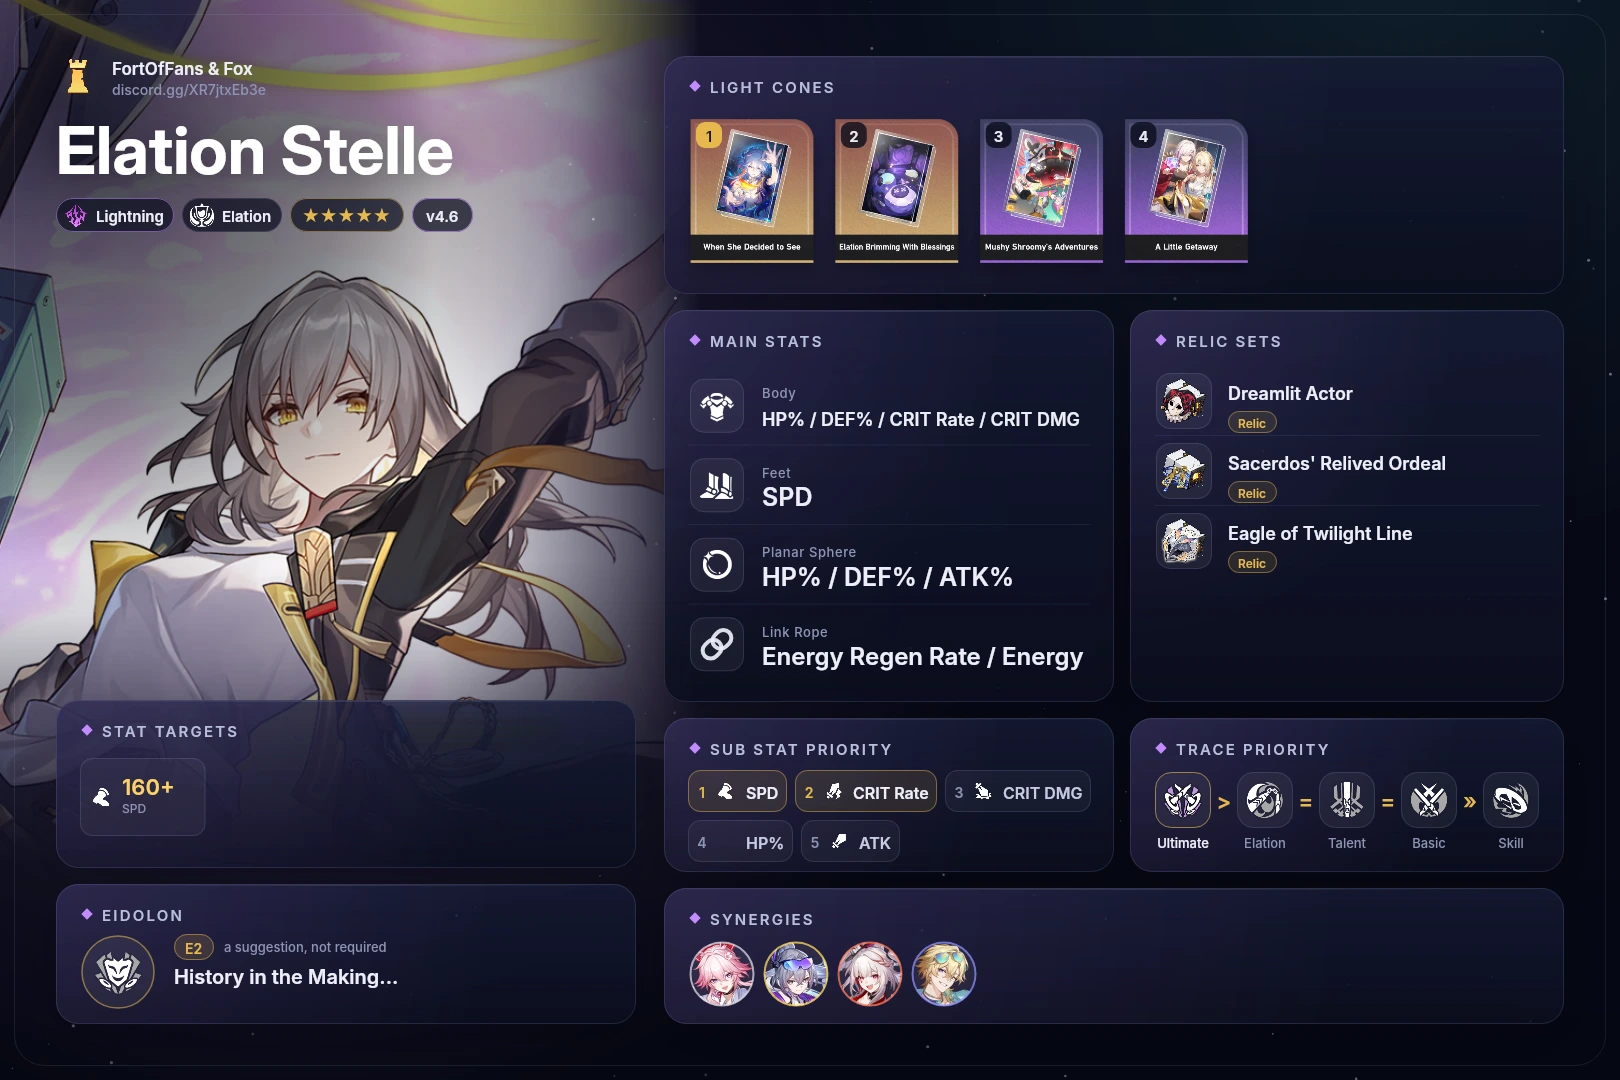 FortOfFans & Fox
discord.gg/XR7jtxEb3e
Elation Stelle
Lightning
Elation
★★★★★
v4.6
LIGHT CONES
1
2
3
4
When She Decided to See
Elation Brimming With Blessings
Mushy Shroomy's Adventures
A Little Getaway
MAIN STATS
Body
HP% / DEF% / CRIT Rate / CRIT DMG
Feet
SPD
Planar Sphere
HP% / DEF% / ATK%
Link Rope
Energy Regen Rate / Energy
RELIC SETS
Dreamlit Actor
Relic
Sacerdos' Relived Ordeal
Relic
Eagle of Twilight Line
Relic
STAT TARGETS
160+
SPD
SUB STAT PRIORITY
1 SPD
2 CRIT Rate
3 CRIT DMG
4 HP%
5 ATK
TRACE PRIORITY
> = = »
Ultimate
Elation
Talent
Basic
Skill
EIDOLON
E2 a suggestion, not required
History in the Making...
SYNERGIES